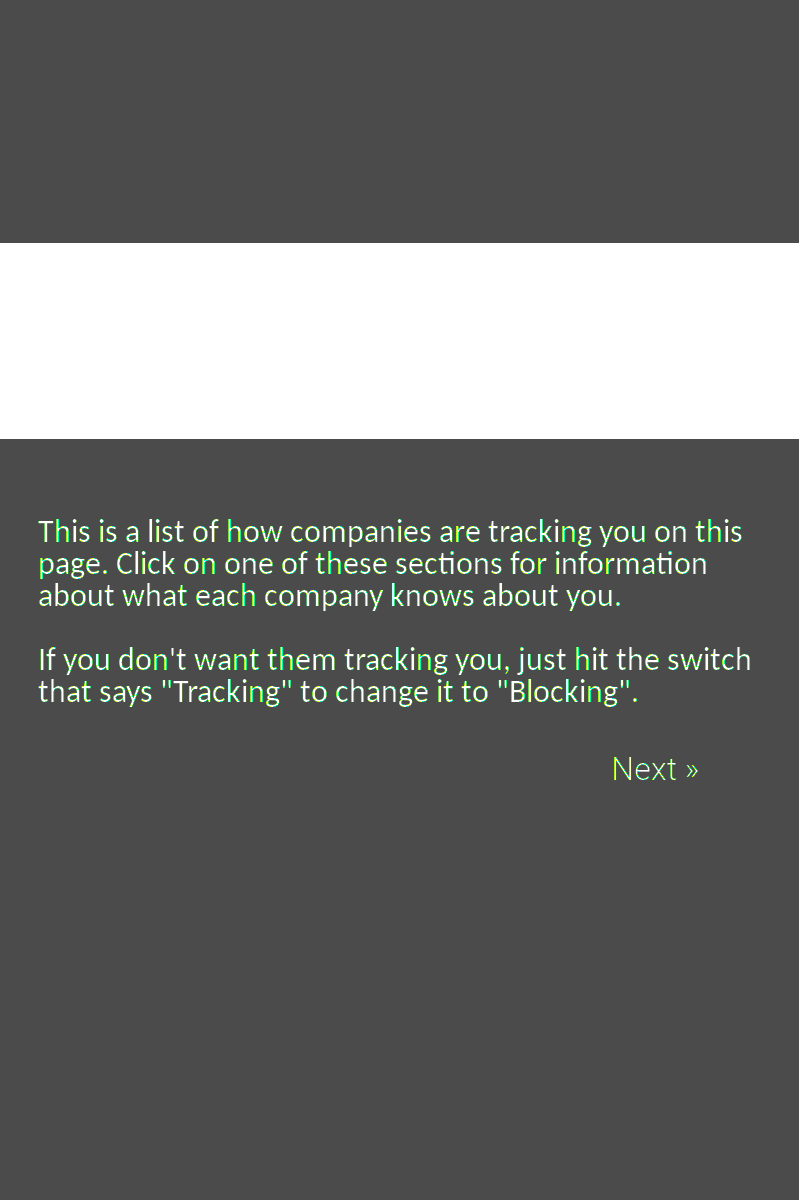 This is a list of how companies are tracking you on this
page. Click on one of these sections for information
about what each company knows about you.
If you don't want them tracking you, just hit the switch
that says "Tracking" to change it to "Blocking".
Next »